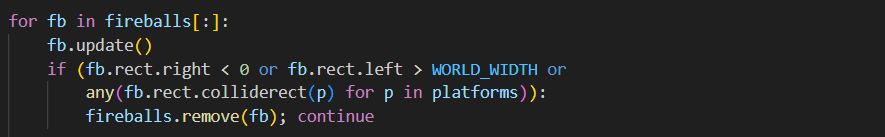 for fb in fireballs[:]:
    fb.update()
    if (fb.rect.right < 0 or fb.rect.left > WORLD_WIDTH or
        any(fb.rect.colliderect(p) for p in platforms)):
        fireballs.remove(fb); continue